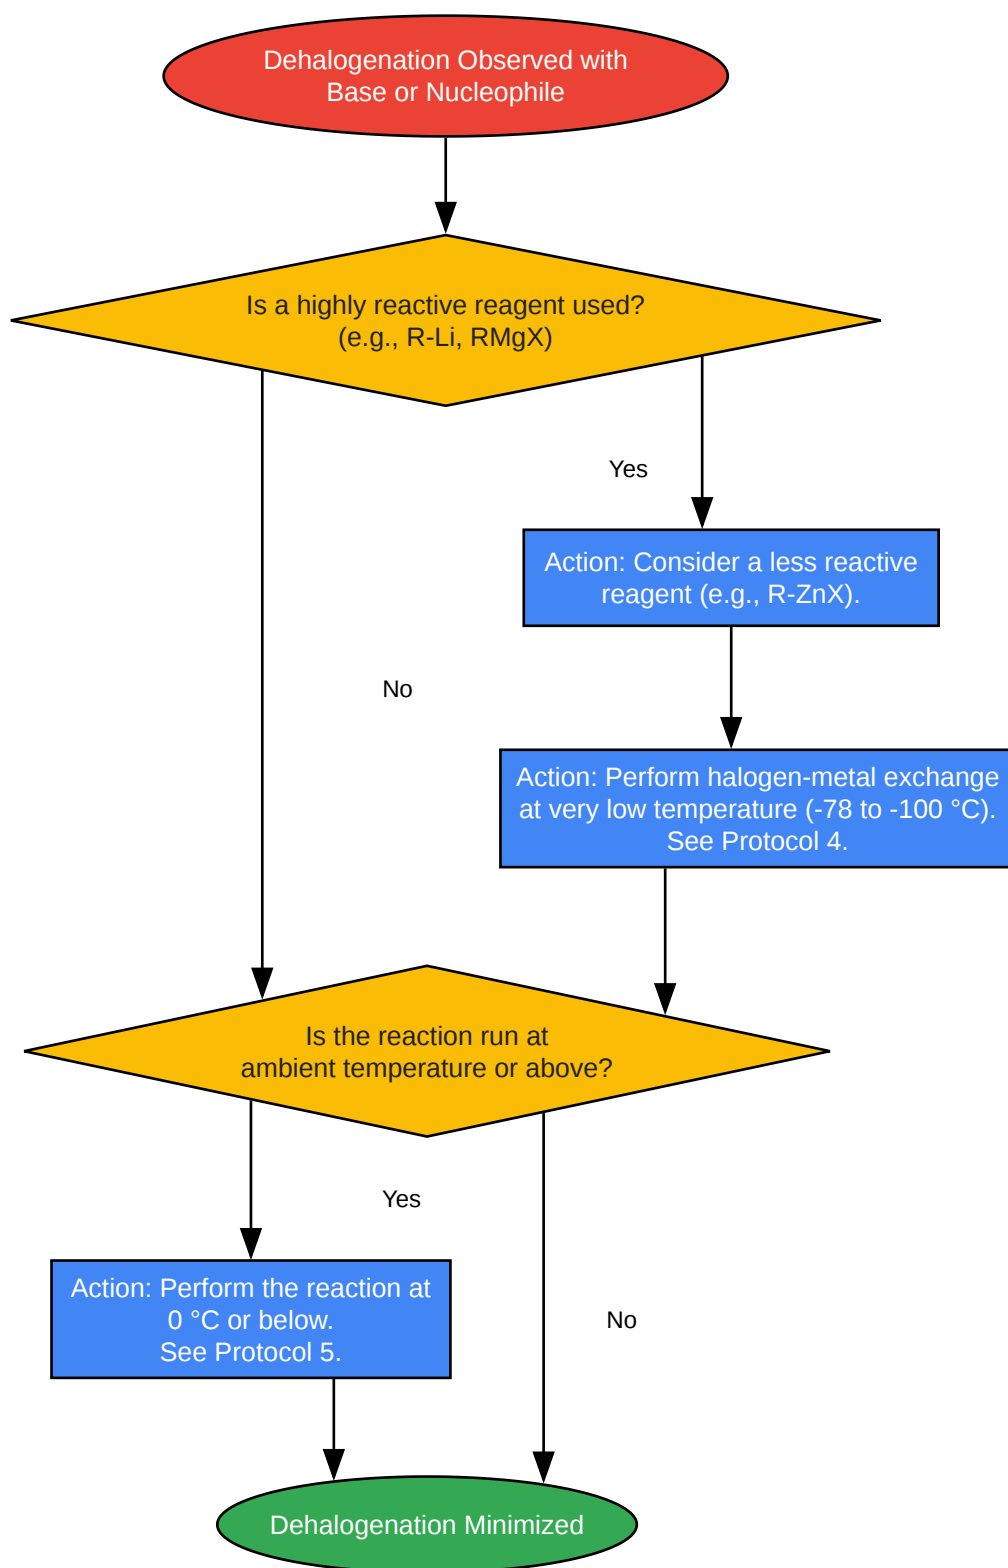 Dehalogenation Observed with
Base or Nucleophile
Is a highly reactive reagent used?
(e.g., R-Li, RMgX)
Yes
Action: Consider a less reactive
reagent (e.g., R-ZnX).
No
Action: Perform halogen-metal exchange
at very low temperature (-78 to -100 °C).
See Protocol 4.
Is the reaction run at
ambient temperature or above?
Yes
Action: Perform the reaction at
0 °C or below.
See Protocol 5.
No
Dehalogenation Minimized